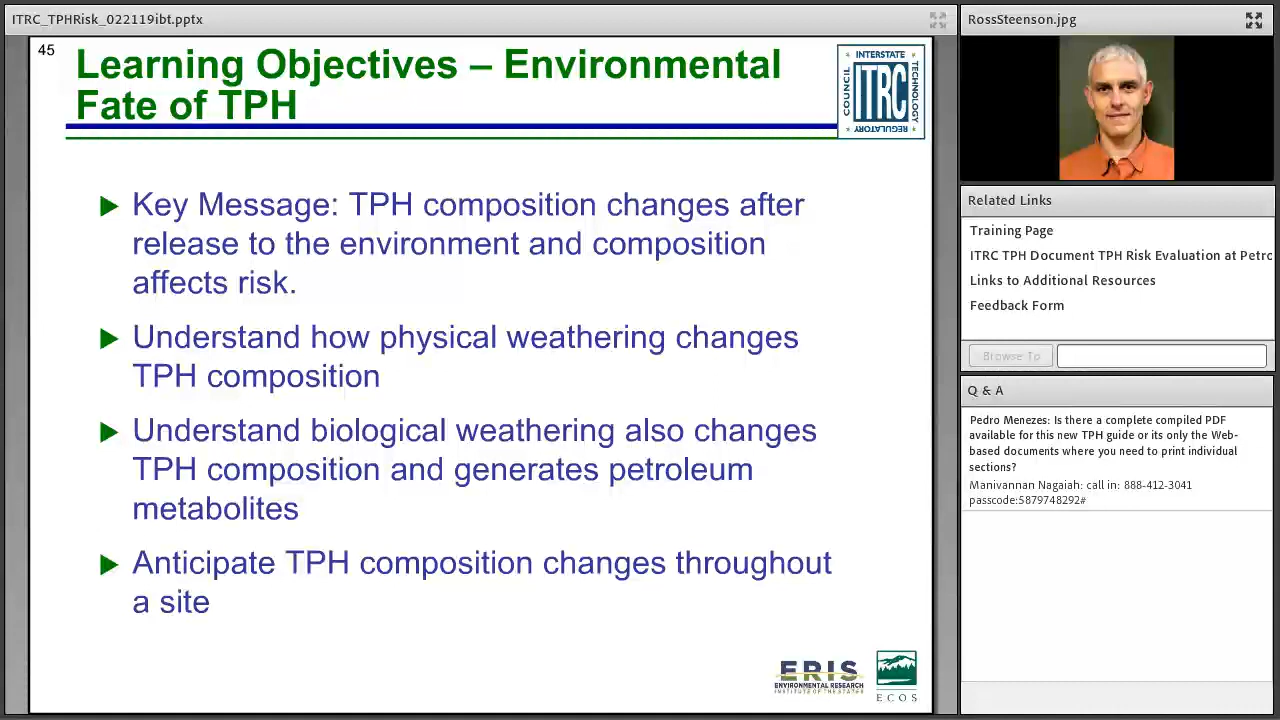 ITRC_TPHRisk_022119ibt.pptx
45
Learning Objectives – Environmental
Fate of TPH
INTERSTATE
COUNCIL
ITRC
TECHNOLOGY
REGULATORY
▶ Key Message: TPH composition changes after
release to the environment and composition
affects risk.
▶ Understand how physical weathering changes
TPH composition
▶ Understand biological weathering also changes
TPH composition and generates petroleum
metabolites
▶ Anticipate TPH composition changes throughout
a site
ERIS
ENVIRONMENTAL RESEARCH
INSTITUTE OF THE STATES
ECOS
RossSteenson.jpg
Related Links
Training Page
ITRC TPH Document TPH Risk Evaluation at Petrc
Links to Additional Resources
Feedback Form
Browse To
Q & A
Pedro Menezes: Is there a complete compiled PDF
available for this new TPH guide or its only the Web-
based documents where you need to print individual
sections?
Manivannan Nagaiah: call in: 888-412-3041
passcode:5879748292#